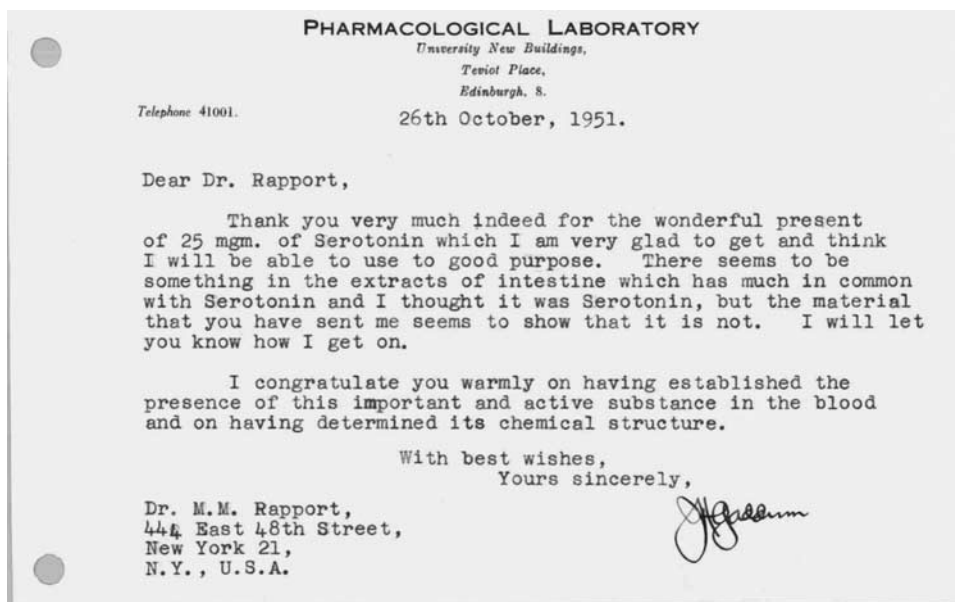 PHARMACOLOGICAL LABORATORY
University New Buildings,
Teviot Place,
Edinburgh, 8.
Telephone 41001.
26th October, 1951.
Dear Dr. Rapport,
Thank you very much indeed for the wonderful present
of 25 mgm. of Serotonin which I am very glad to get and think
I will be able to use to good purpose. There seems to be
something in the extracts of intestine which has much in common
with Serotonin and I thought it was Serotonin, but the material
that you have sent me seems to show that it is not. I will let
you know how I get on.
I congratulate you warmly on having established the
presence of this important and active substance in the blood
and on having determined its chemical structure.
With best wishes,
Yours sincerely,
JHGaddum
Dr. M.M. Rapport,
East 48th Street,
New York 21,
N.Y., U.S.A.